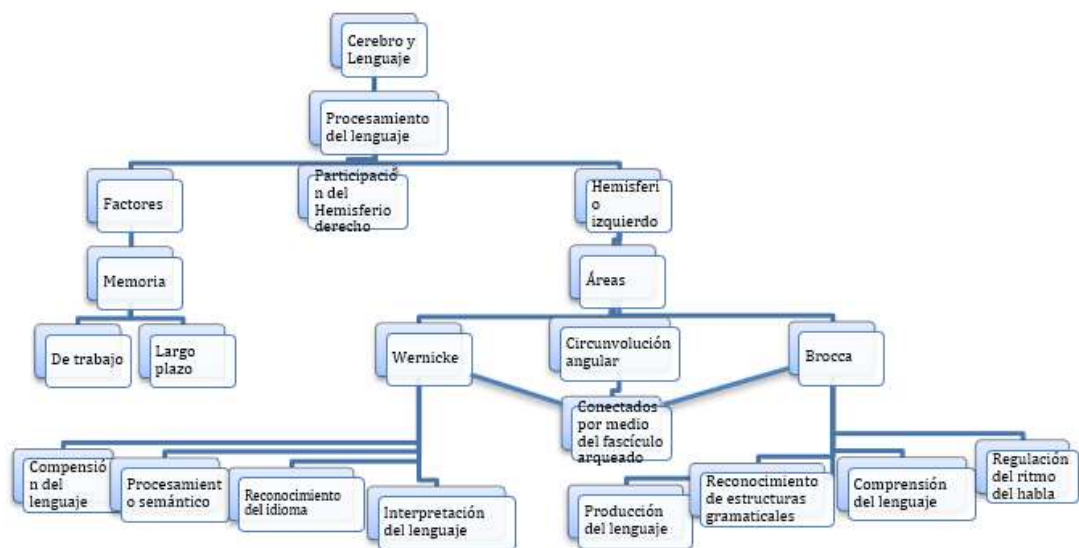 Cerebro y
Lenguaje
Procesamiento
del lenguaje
Factores
Participació
n del
Hemisferio
derecho
Hemisferi
o
izquierdo
Memoria
Áreas
De trabajo
Largo
plazo
Wernicke
Circunvolución
angular
Brocca
Conectados
por medio
del fascículo
arqueado
Compensió
n del
lenguaje
Procesamient
o semántico
Reconocimiento
del idioma
Interpretación
del lenguaje
Producción
del lenguaje
Reconocimiento
de estructuras
gramaticales
Comprensión
del lenguaje
Regulación
del ritmo
del habla